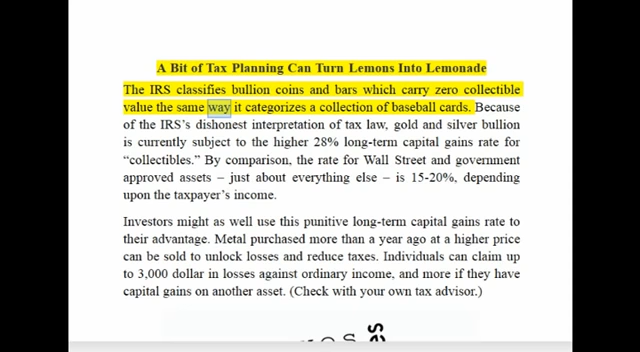 A Bit of Tax Planning Can Turn Lemons Into Lemonade
The IRS classifies bullion coins and bars which carry zero collectible
value the same way it categorizes a collection of baseball cards. Because
of the IRS's dishonest interpretation of tax law, gold and silver bullion
is currently subject to the higher 28% long-term capital gains rate for
“collectibles.” By comparison, the rate for Wall Street and government
approved assets – just about everything else – is 15-20%, depending
upon the taxpayer's income.
Investors might as well use this punitive long-term capital gains rate to
their advantage. Metal purchased more than a year ago at a higher price
can be sold to unlock losses and reduce taxes. Individuals can claim up
to 3,000 dollar in losses against ordinary income, and more if they have
capital gains on another asset. (Check with your own tax advisor.)